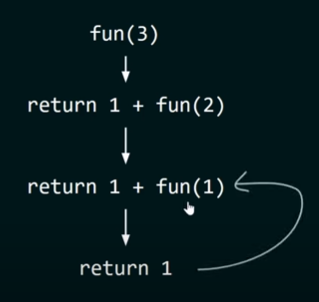 fun(3)
return 1 + fun(2)
return 1 + fun(1)
return 1